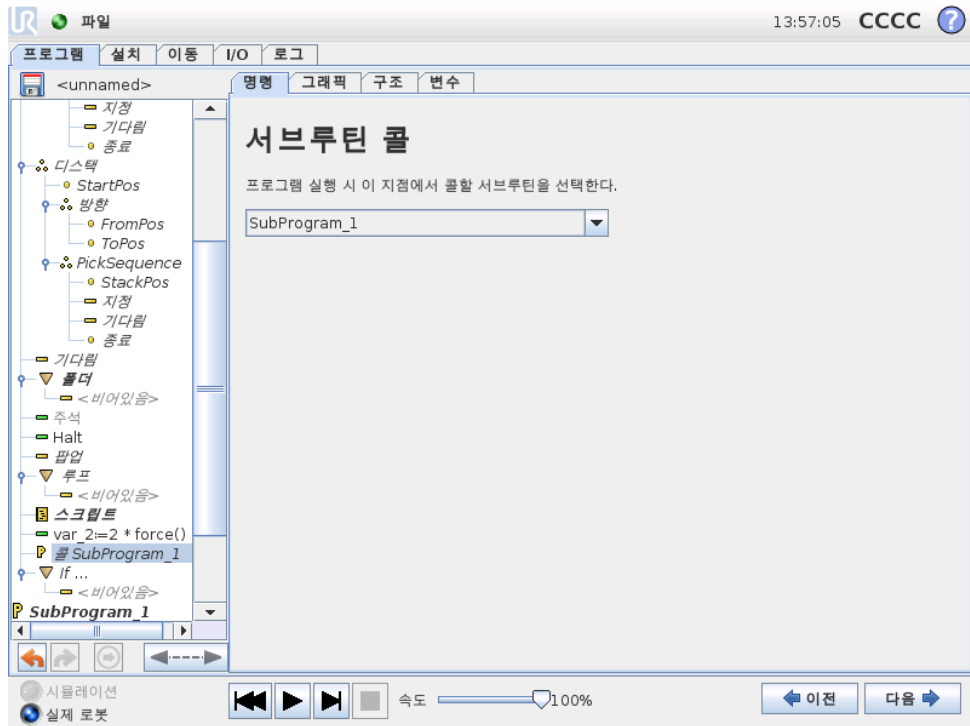 UR 파일 13:57:05 CCCC ?
프로그램 설치 이동 I/O 로그
<unnamed> 명령 그래픽 구조 변수
지정
기다림
종료
디스택
StartPos
방향
FromPos
ToPos
PickSequence
StackPos
지정
기다림
종료
기다림
폴더
<비어있음>
주석
Halt
팝업
루프
<비어있음>
스크립트
var_2:=2 * force()
콜 SubProgram_1
If ...
<비어있음>
SubProgram_1
서브루틴 콜
프로그램 실행 시 이 지점에서 콜할 서브루틴을 선택한다.
SubProgram_1
시뮬레이션
실제 로봇
속도 100%
이전 다음